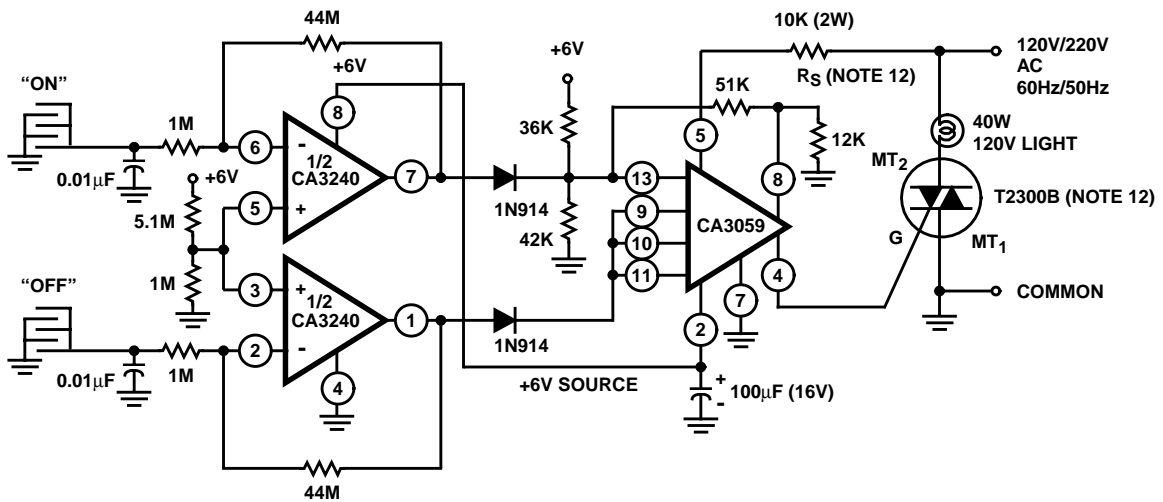 44M
+6V
“ON”
1M
0.01µF
+6V
5.1M
1M
6
-
5
+
8
1/2
CA3240
7
“OFF”
0.01µF
1M
3
+
2
-
1/2
CA3240
1
4
44M
1N914
1N914
+6V
36K
42K
+6V SOURCE
10K (2W)
RS (NOTE 12)
51K
12K
5
13
9
10
11
CA3059
8
4
7
2
+
-
100µF (16V)
120V/220V
AC
60Hz/50Hz
40W
120V LIGHT
MT2
T2300B (NOTE 12)
G
MT1
COMMON